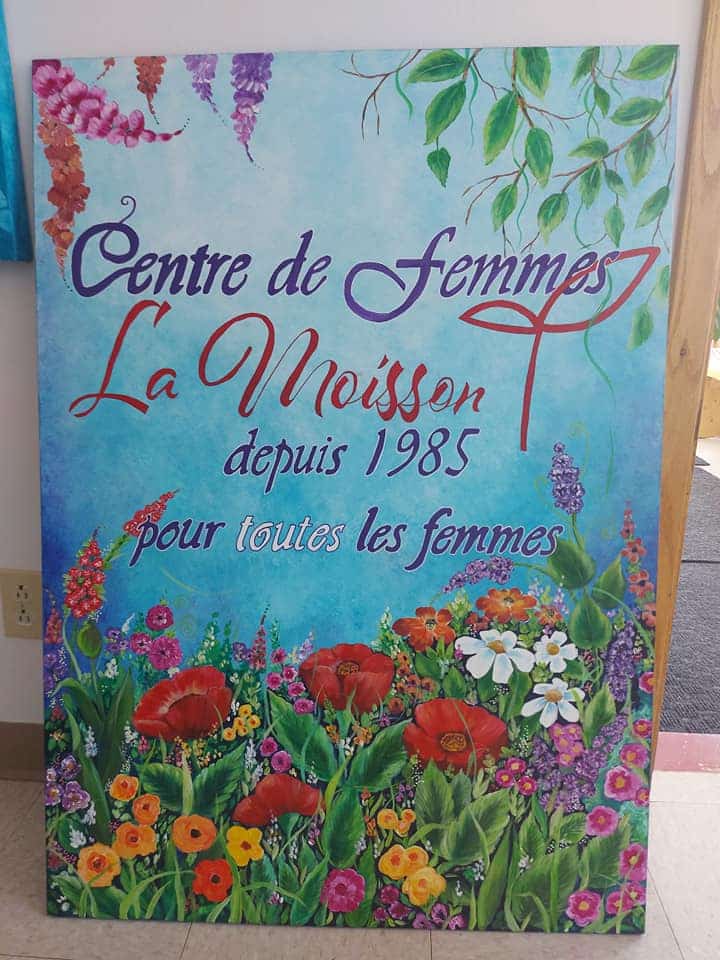 Centre de Femmes
La Moisson
depuis 1985
pour toutes les femmes